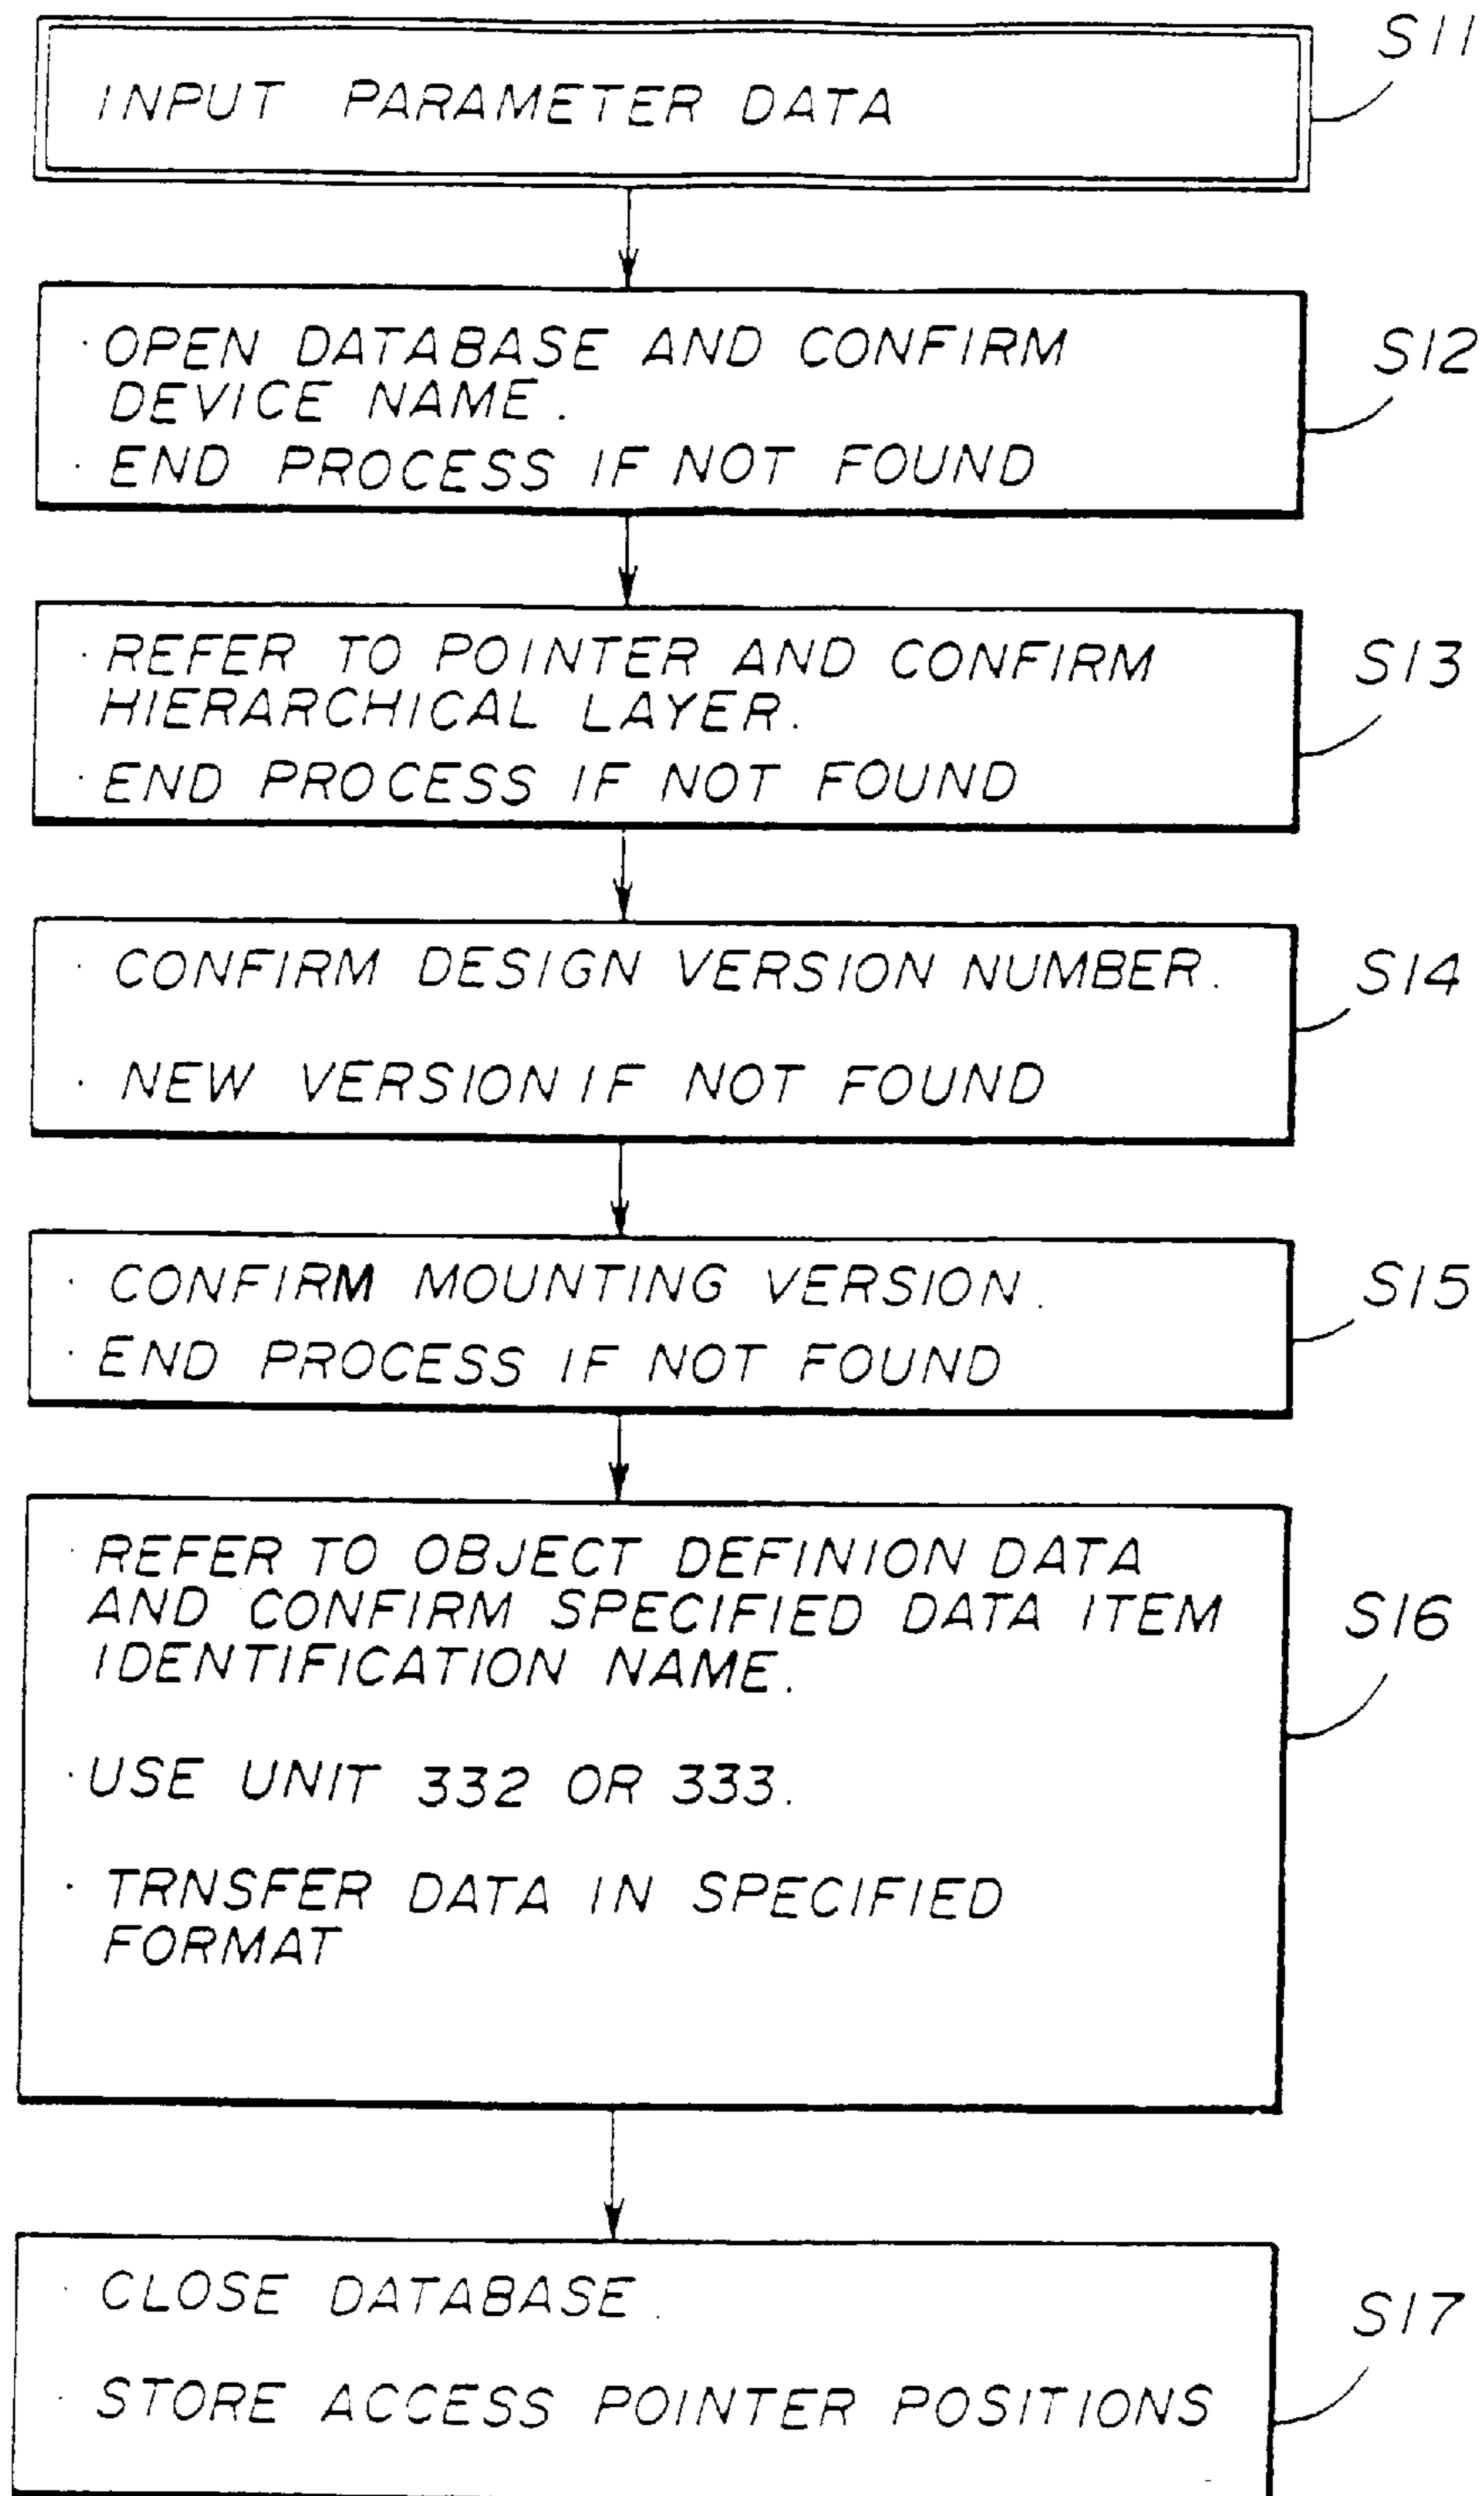 S11
INPUT PARAMETER DATA
· OPEN DATABASE AND CONFIRM
DEVICE NAME.
· END PROCESS IF NOT FOUND
S12
· REFER TO POINTER AND CONFIRM
HIERARCHICAL LAYER.
· END PROCESS IF NOT FOUND
S13
· CONFIRM DESIGN VERSION NUMBER.
· NEW VERSION IF NOT FOUND
S14
· CONFIRM MOUNTING VERSION.
· END PROCESS IF NOT FOUND
S15
· REFER TO OBJECT DEFINION DATA
AND CONFIRM SPECIFIED DATA ITEM
IDENTIFICATION NAME.
· USE UNIT 332 OR 333.
· TRNSFER DATA IN SPECIFIED
FORMAT
S16
· CLOSE DATABASE.
· STORE ACCESS POINTER POSITIONS
S17